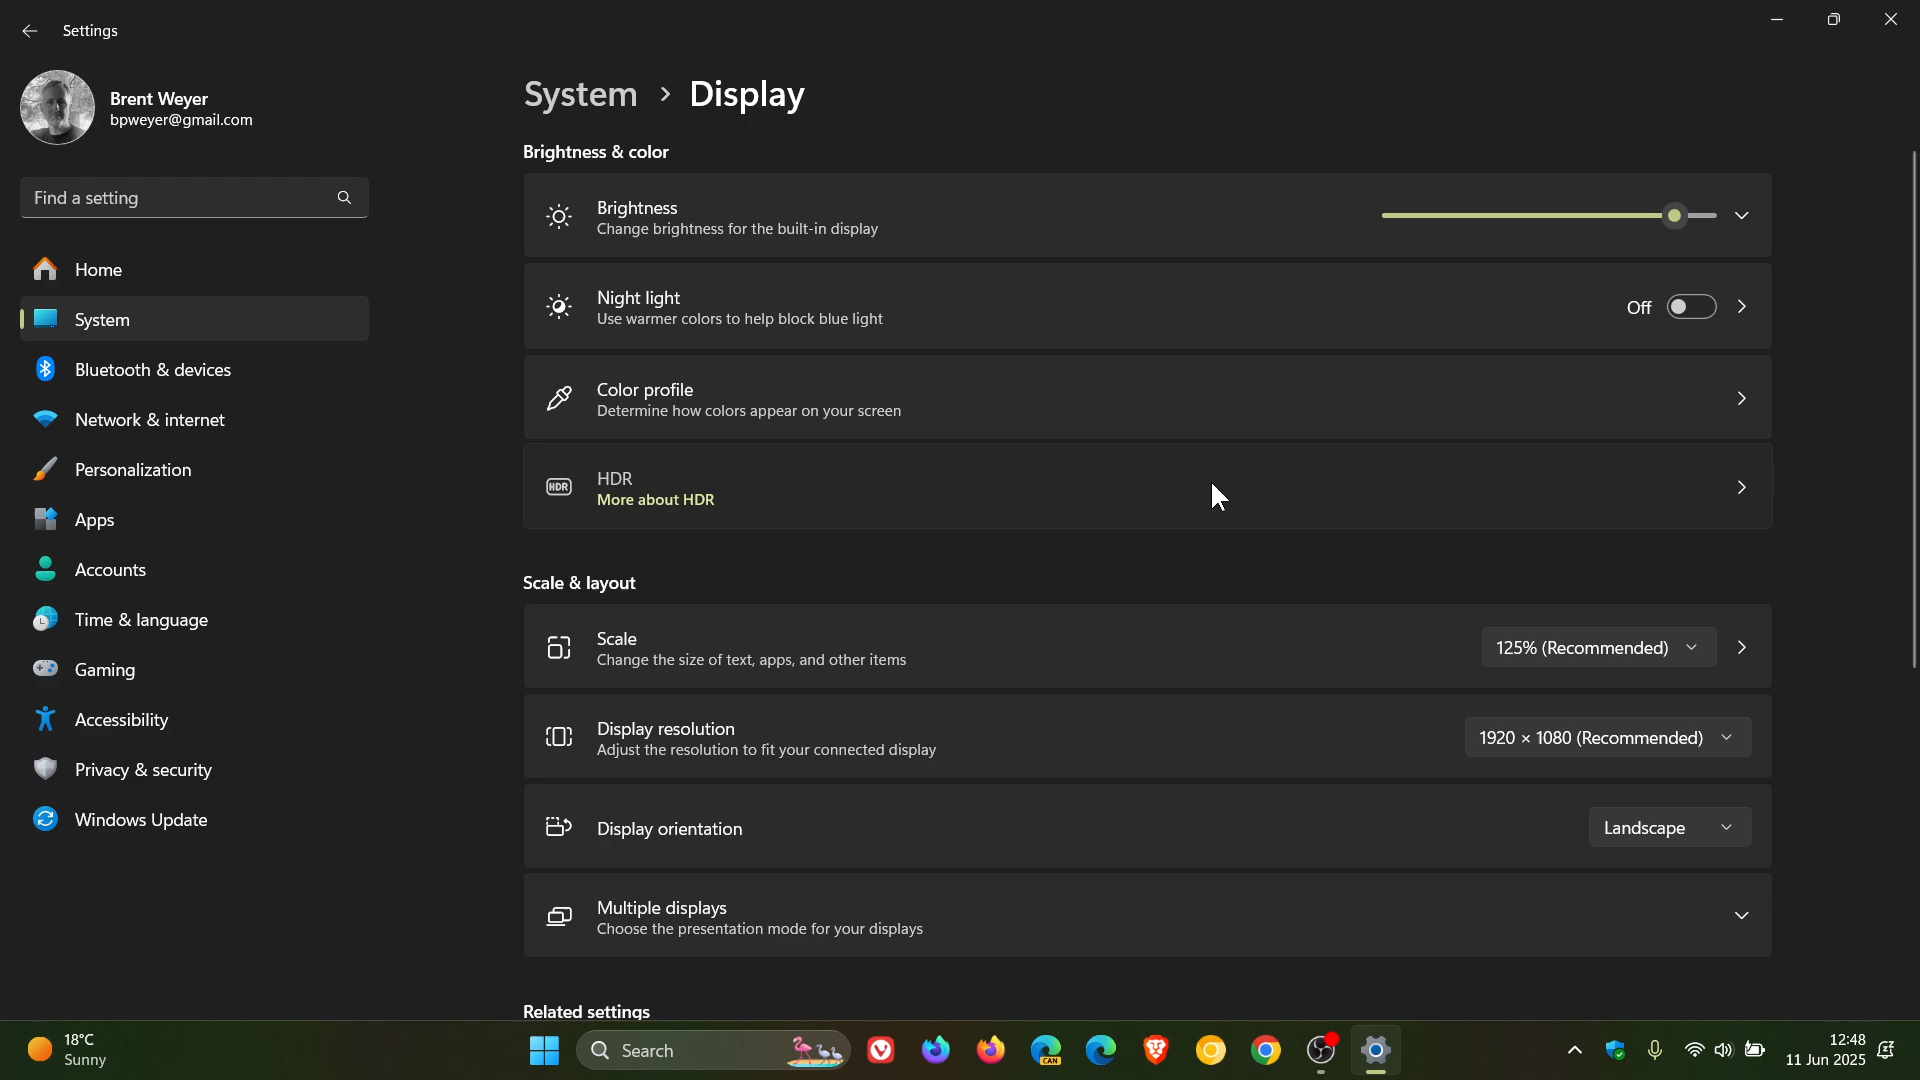 Settings
Brent Weyer
bpweyer@gmail.com
Find a setting
Home
System
Bluetooth & devices
Network & internet
Personalization
Apps
Accounts
Time & language
Gaming
Accessibility
Privacy & security
Windows Update
System › Display
Brightness & color
Brightness
Change brightness for the built-in display
Night light
Use warmer colors to help block blue light
Off
Color profile
Determine how colors appear on your screen
HDR
HDR
More about HDR
Scale & layout
Scale
Change the size of text, apps, and other items
125% (Recommended)
Display resolution
Adjust the resolution to fit your connected display
1920 × 1080 (Recommended)
Display orientation
Landscape
Multiple displays
Choose the presentation mode for your displays
Related settings
18°C
Sunny
Search
CAN
12:48
11 Jun 2025